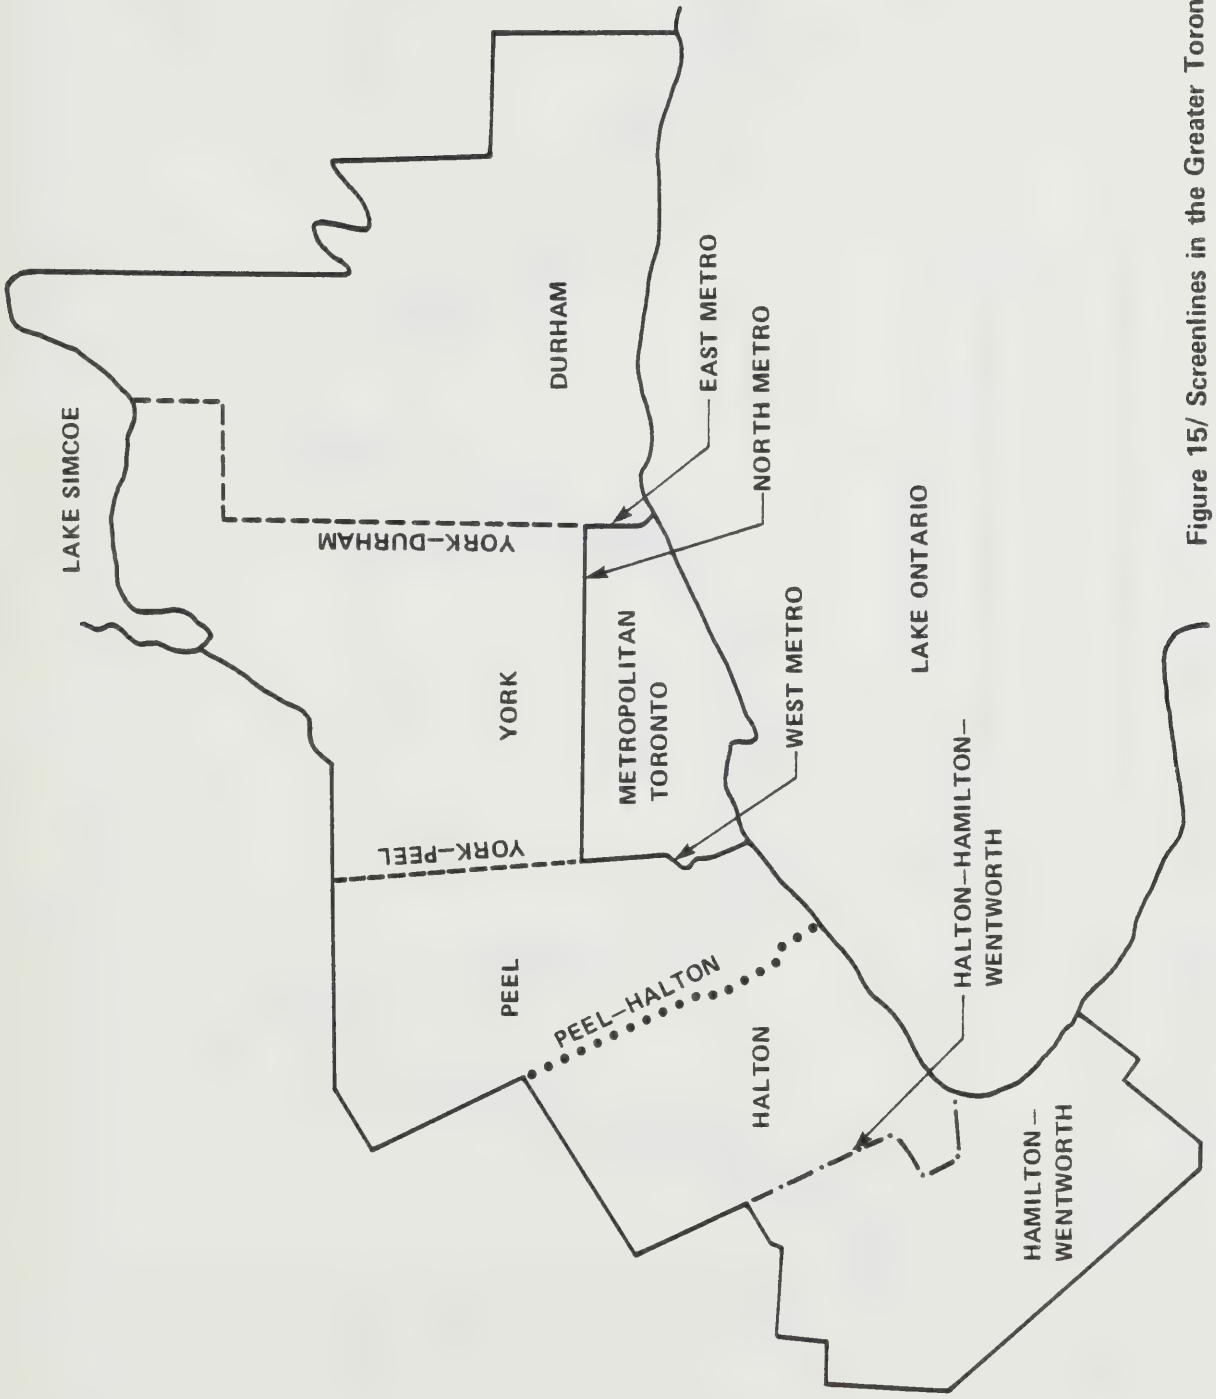 LAKE SIMCOE
YORK–DURHAM
DURHAM
YORK
YORK–PEEL
PEEL
PEEL–HALTON
METROPOLITAN
TORONTO
EAST METRO
NORTH METRO
WEST METRO
LAKE ONTARIO
HALTON
HALTON–HAMILTON–
WENTWORTH
HAMILTON–
WENTWORTH
Figure 15/ Screenlines in the Greater Toron